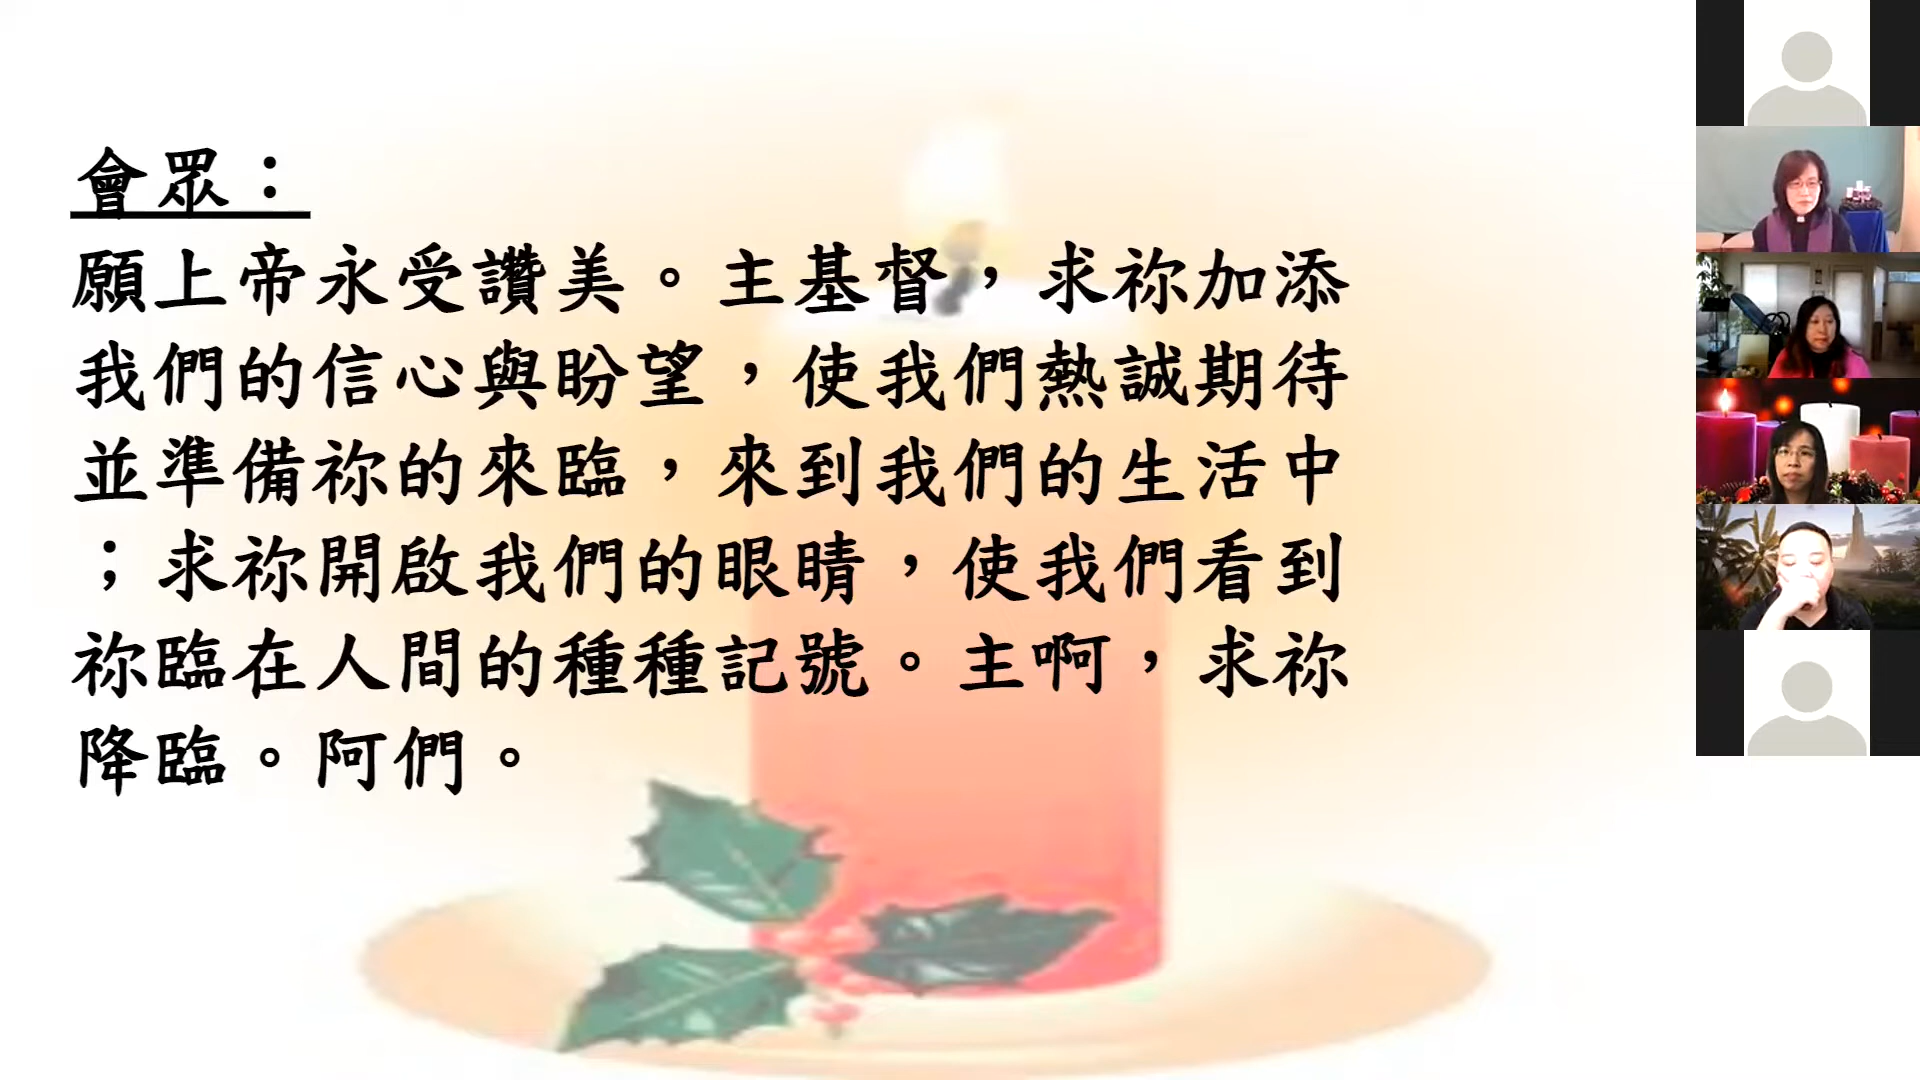 會眾：
願上帝永受讚美。主基督，求祢加添
我們的信心與盼望，使我們熱誠期待
並準備祢的來臨，來到我們的生活中
；求祢開啟我們的眼睛，使我們看到
祢臨在人間的種種記號。主啊，求祢
降臨。阿們。